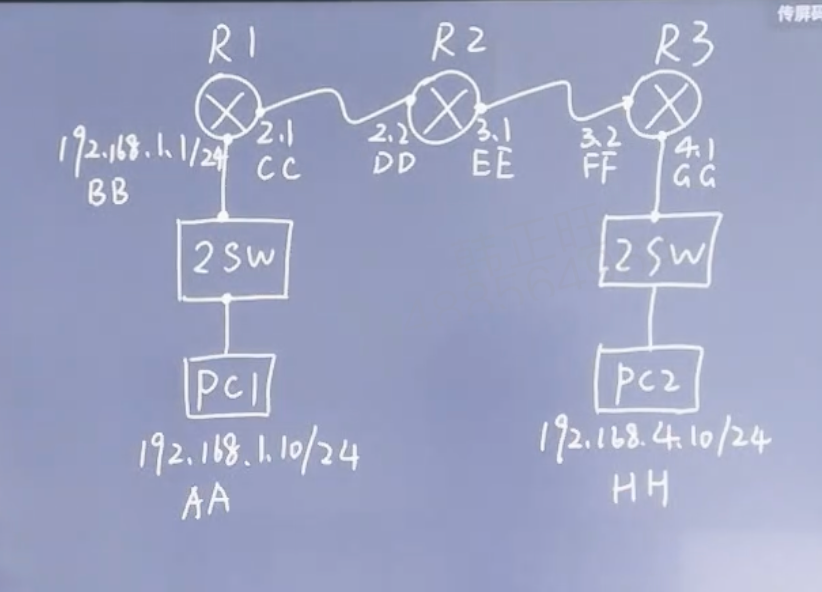 传屏码
R1
R2
R3
192.168.1.1/24
BB
2.1
CC
2.2
DD
3.1
EE
3.2
FF
4.1
GG
2SW
2SW
PC1
PC2
192.168.1.10/24
AA
192.168.4.10/24
HH